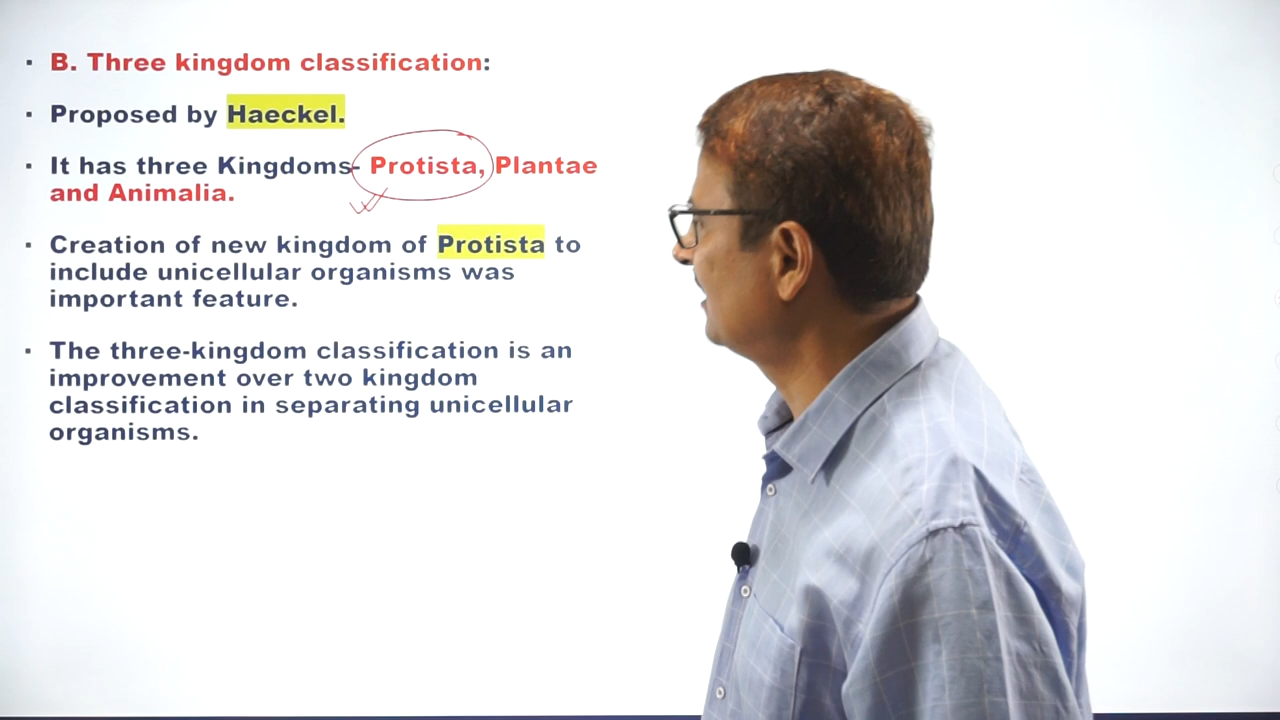 B. Three kingdom classification:
Proposed by Haeckel.
It has three Kingdoms- Protista, Plantae
and Animalia.
Creation of new kingdom of Protista to
include unicellular organisms was
important feature.
The three-kingdom classification is an
improvement over two kingdom
classification in separating unicellular
organisms.